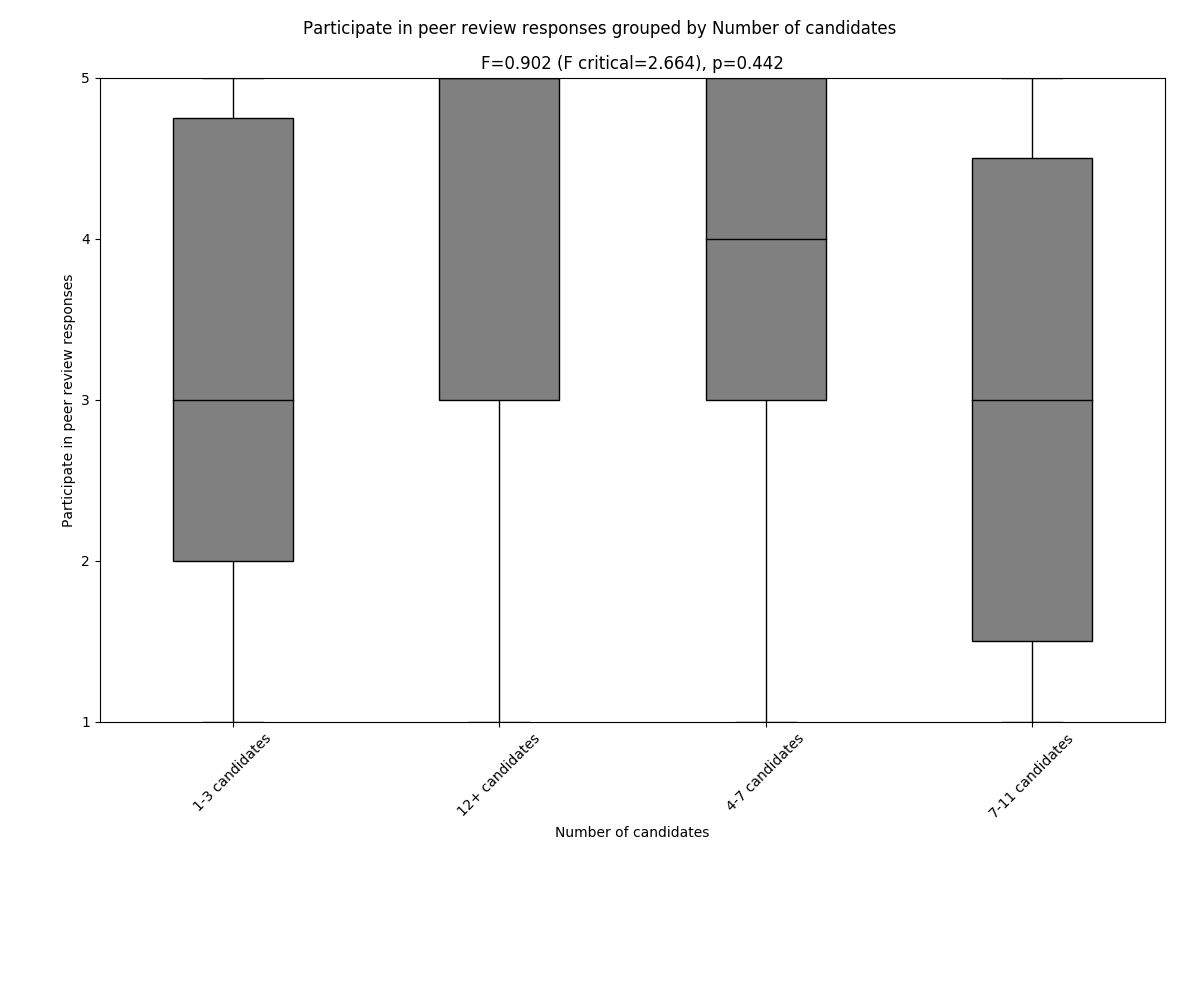 Participate in peer review responses grouped by Number of candidates
F=0.902 (F critical=2.664), p=0.442
Participate in peer review responses
5
4
3
2
1
1-3 candidates
12+ candidates
4-7 candidates
7-11 candidates
Number of candidates